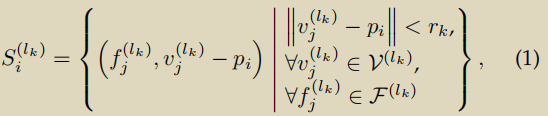 $$S_i^{(l_k)} = \left\{ \left( f_j^{(l_k)}, v_j^{(l_k)} - p_i \right) \middle| \begin{array}{l} \left\| v_j^{(l_k)} - p_i \right\| < r_k, \\ \forall v_j^{(l_k)} \in \mathcal{V}^{(l_k)}, \\ \forall f_j^{(l_k)} \in \mathcal{F}^{(l_k)} \end{array} \right\}, \quad (1)$$